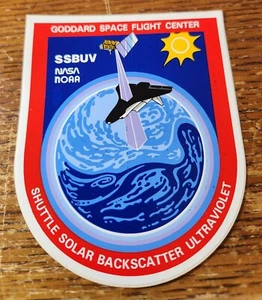 GODDARD SPACE FLIGHT CENTER
SSBUV
NASA
NOAA
SHUTTLE SOLAR BACKSCATTER ULTRAVIOLET